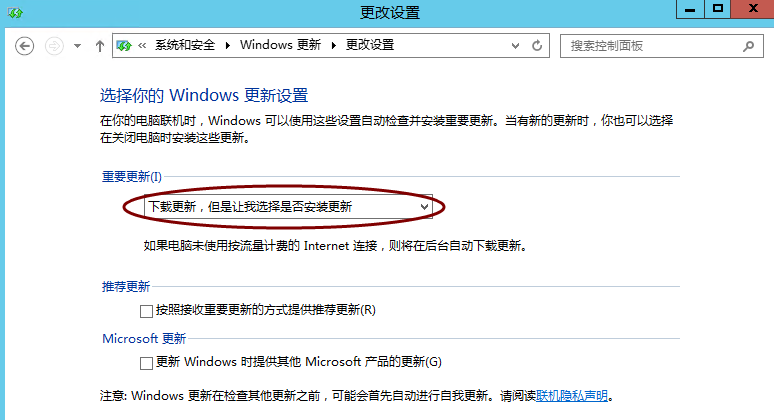 更改设置
« 系统和安全 ▶ Windows 更新 ▶ 更改设置
搜索控制面板
选择你的 Windows 更新设置
在你的电脑联机时，Windows 可以使用这些设置自动检查并安装重要更新。当有新的更新时，你也可以选择
在关闭电脑时安装这些更新。
重要更新(I)
下载更新，但是让我选择是否安装更新
如果电脑未使用按流量计费的 Internet 连接，则将在后台自动下载更新。
推荐更新
按照接收重要更新的方式提供推荐更新(R)
Microsoft 更新
更新 Windows 时提供其他 Microsoft 产品的更新(G)
注意: Windows 更新在检查其他更新之前，可能会首先自动进行自我更新。请阅读联机隐私声明。